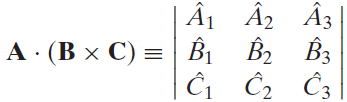 Â₁ Â₂ Â₃
𝐀 · (𝐁 × 𝐂) ≡ | B̂₁ B̂₂ B̂₃ |
Ĉ₁ Ĉ₂ Ĉ₃